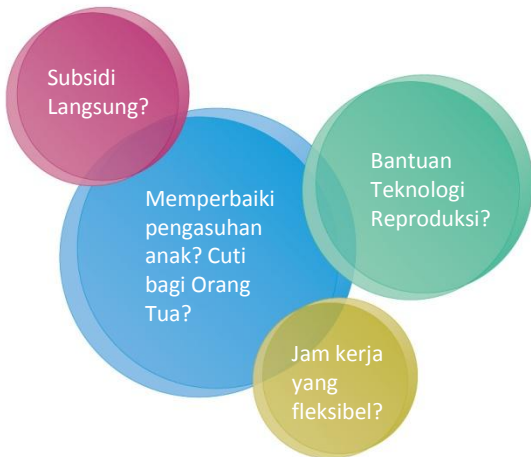 Subsidi
Langsung?
Memperbaiki
pengasuhan
anak? Cuti
bagi Orang
Tua?
Bantuan
Teknologi
Reproduksi?
Jam kerja
yang
fleksibel?